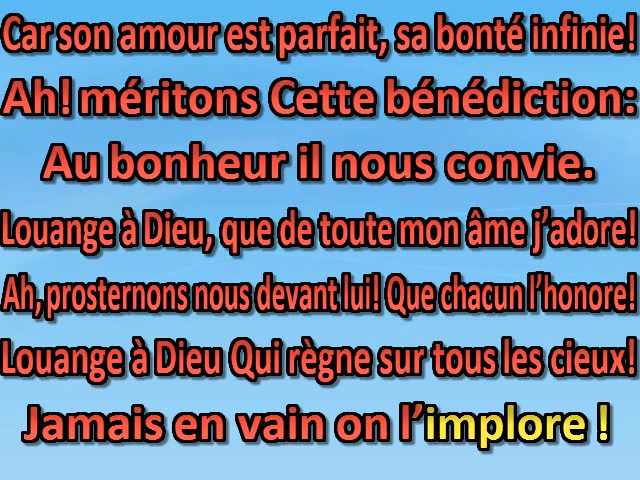 Car son amour est parfait, sa bonté infinie!
Ah! méritons Cette bénédiction:
Au bonheur il nous convie.
Louange à Dieu, que de toute mon âme j’adore!
Ah, prosternons nous devant lui! Que chacun l’honore!
Louange à Dieu Qui règne sur tous les cieux!
Jamais en vain on l’implore !